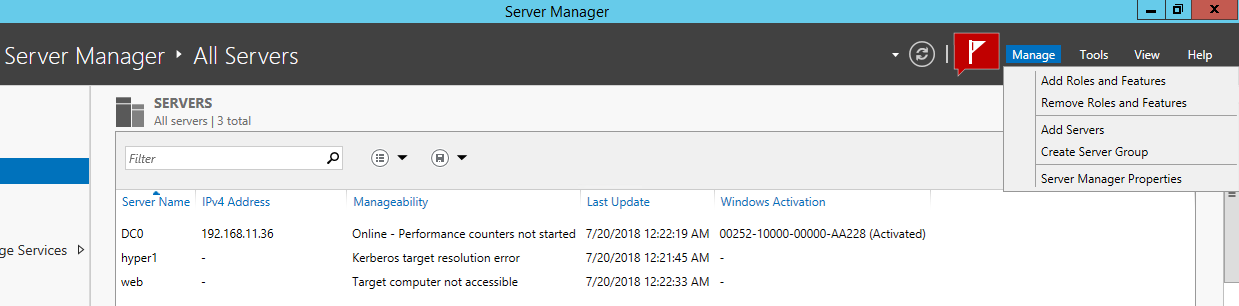 Server Manager
Server Manager ‣ All Servers
Manage Tools View Help
Add Roles and Features
Remove Roles and Features
Add Servers
Create Server Group
Server Manager Properties
SERVERS
All servers | 3 total
Filter
Server Name IPv4 Address Manageability Last Update Windows Activation
DC0 192.168.11.36 Online - Performance counters not started 7/20/2018 12:22:19 AM 00252-10000-00000-AA228 (Activated)
hyper1 - Kerberos target resolution error 7/20/2018 12:21:45 AM -
web - Target computer not accessible 7/20/2018 12:22:33 AM -
ge Services